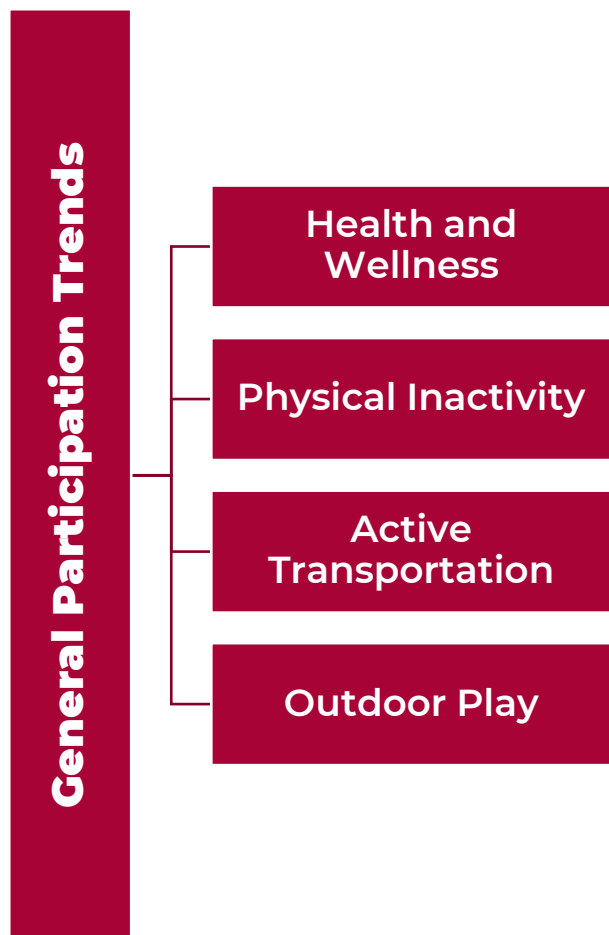 General Participation Trends
Health and
Wellness
Physical Inactivity
Active
Transportation
Outdoor Play